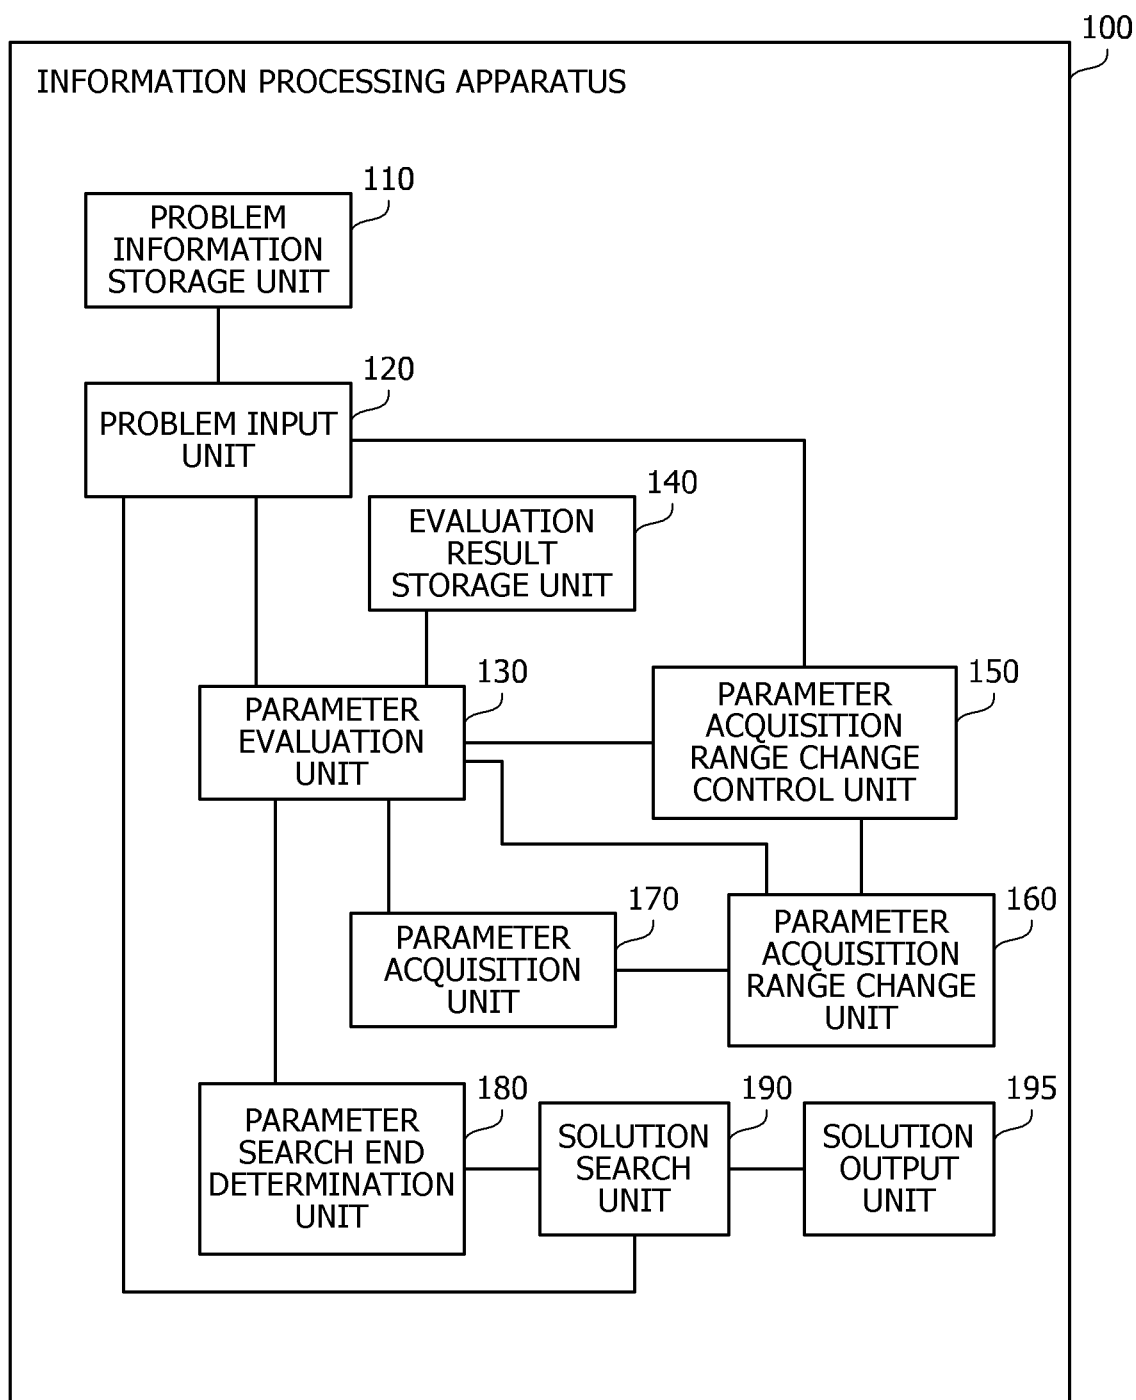 100
INFORMATION PROCESSING APPARATUS
110
PROBLEM
INFORMATION
STORAGE UNIT
120
PROBLEM INPUT
UNIT
140
EVALUATION
RESULT
STORAGE UNIT
130
PARAMETER
EVALUATION
UNIT
150
PARAMETER
ACQUISITION
RANGE CHANGE
CONTROL UNIT
170
PARAMETER
ACQUISITION
UNIT
160
PARAMETER
ACQUISITION
RANGE CHANGE
UNIT
180
PARAMETER
SEARCH END
DETERMINATION
UNIT
190
SOLUTION
SEARCH
UNIT
195
SOLUTION
OUTPUT
UNIT